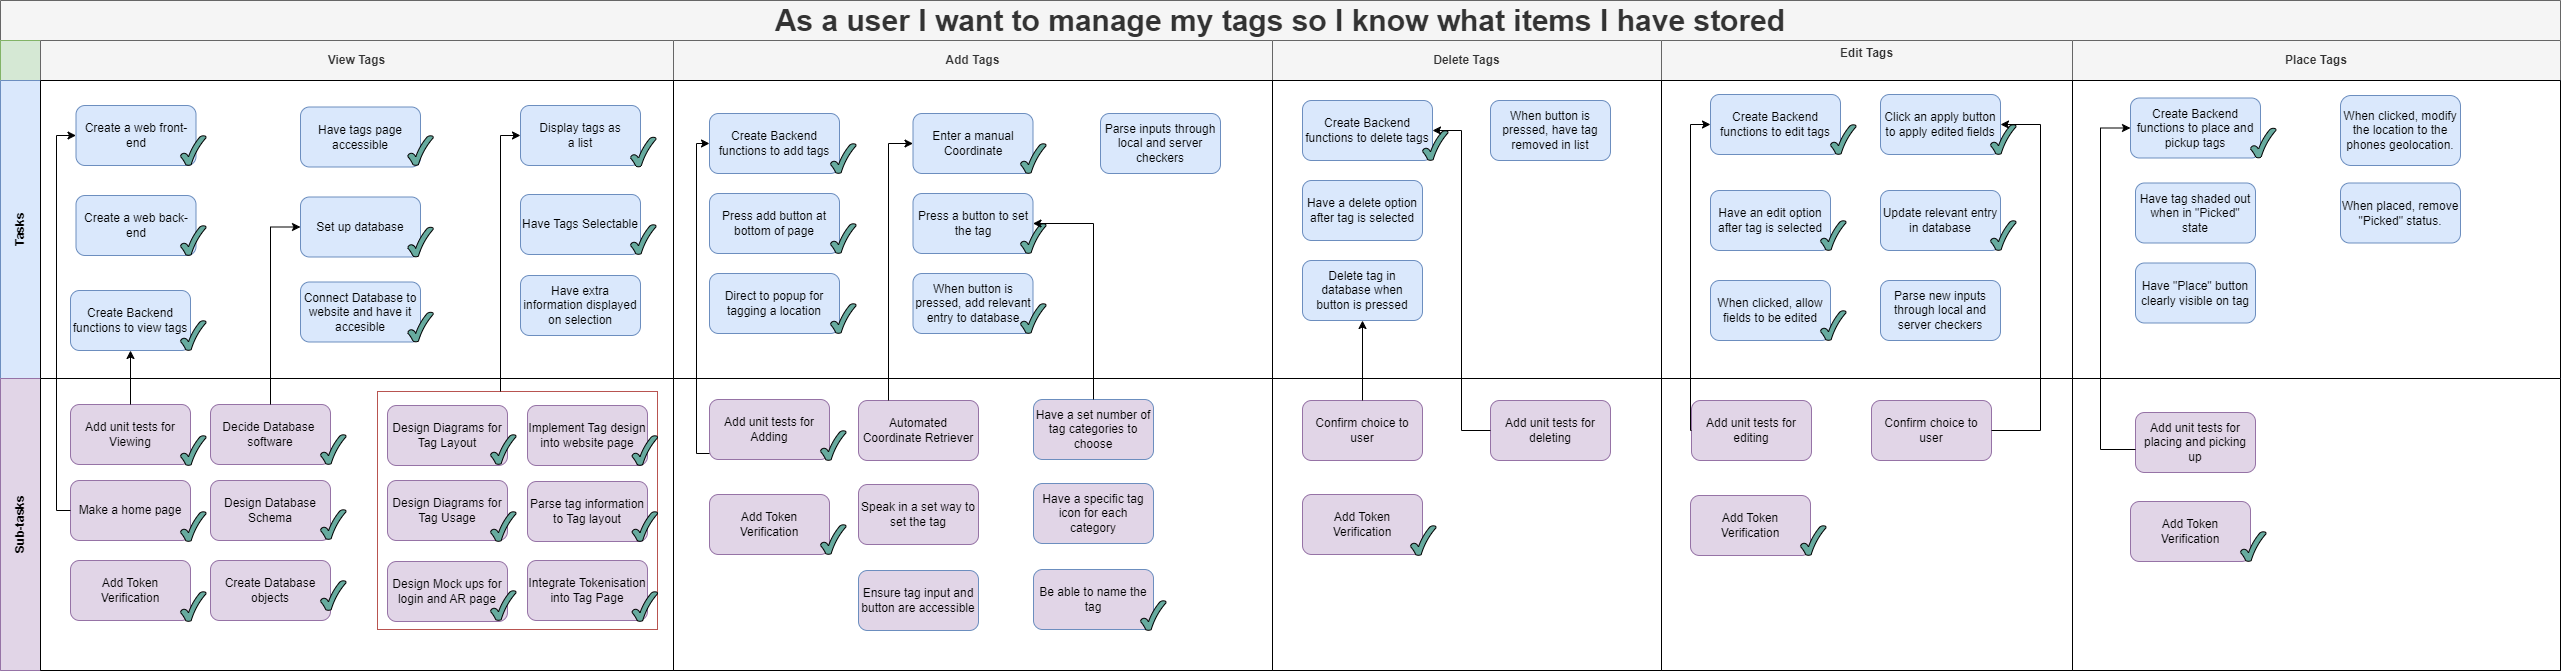 As a user I want to manage my tags so I know what items I have stored
View Tags
Add Tags
Delete Tags
Edit Tags
Place Tags
Tasks
Create a web front-
end
Have tags page
accessible
Display tags as
a list
Create a web back-
end
Set up database
Have Tags Selectable
Create Backend
functions to view tags
Connect Database to
website and have it
accesible
Have extra
information displayed
on selection
Create Backend
functions to add tags
Enter a manual
Coordinate
Parse inputs through
local and server
checkers
Press add button at
bottom of page
Press a button to set
the tag
Direct to popup for
tagging a location
When button is
pressed, add relevant
entry to database
Create Backend
functions to delete tags
When button is
pressed, have tag
removed in list
Have a delete option
after tag is selected
Delete tag in
database when
button is pressed
Create Backend
functions to edit tags
Click an apply button
to apply edited fields
Have an edit option
after tag is selected
Update relevant entry
in database
When clicked, allow
fields to be edited
Parse new inputs
through local and
server checkers
Create Backend
functions to place and
pickup tags
When clicked, modify
the location to the
phones geolocation.
Have tag shaded out
when in "Picked"
state
When placed, remove
"Picked" status.
Have "Place" button
clearly visible on tag
Sub-tasks
Add unit tests for
Viewing
Decide Database
software
Design Diagrams for
Tag Layout
Implement Tag design
into website page
Make a home page
Design Database
Schema
Design Diagrams for
Tag Usage
Parse tag information
to Tag layout
Add Token
Verification
Create Database
objects
Design Mock ups for
login and AR page
Integrate Tokenisation
into Tag Page
Add unit tests for
Adding
Automated
Coordinate Retriever
Have a set number of
tag categories to
choose
Add Token
Verification
Speak in a set way to
set the tag
Have a specific tag
icon for each
category
Ensure tag input and
button are accessible
Be able to name the
tag
Confirm choice to
user
Add unit tests for
deleting
Add Token
Verification
Add unit tests for
editing
Confirm choice to
user
Add Token
Verification
Add unit tests for
placing and picking
up
Add Token
Verification